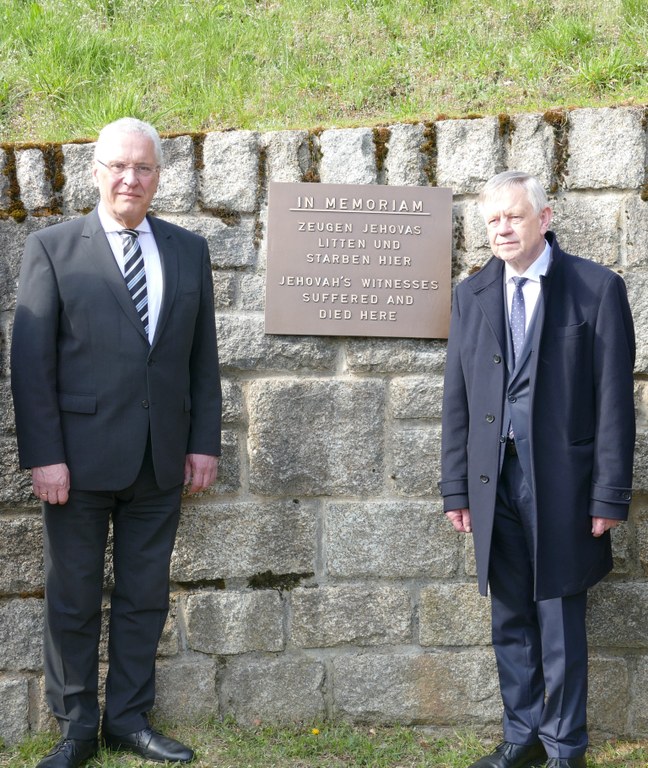 IN MEMORIAM
ZEUGEN JEHOVAS
LITTEN UND
STARBEN HIER
JEHOVAH'S WITNESSES
SUFFERED AND
DIED HERE